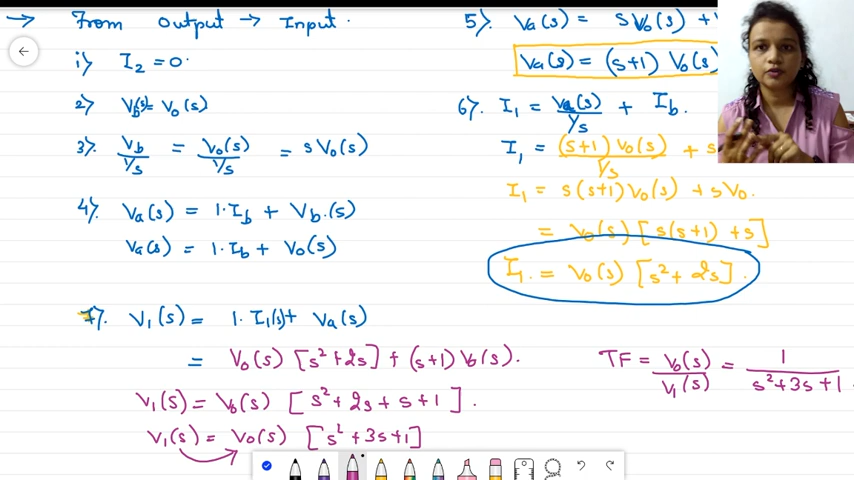 → From Output → Input.
1) I₂ = 0.
2) Vb(s) = Vo(s)
3) Vb/(1/s) = Vo(s)/(1/s) = sVo(s)
4) Va(s) = 1.Ib + Vb.(s)
Va(s) = 1.Ib + Vo(s)
5) Va(s) = sVo(s) +
Va(s) = (s+1) Vo(s)
6) I₁ = Va(s)/(1/s) + Ib.
I₁ = (s+1) Vo(s)/(1/s) + s
I₁ = s(s+1) Vo(s) + sVo.
= Vo(s) [s(s+1) + s]
I₁ = Vo(s) [s² + 2s].
7) V₁(s) = 1. I₁(s) + Va(s)
= Vo(s) [s² + 2s] + (s+1) Vo(s).
V₁(s) = Vo(s) [s² + 2s + s + 1].
V₁(s) = Vo(s) [s² + 3s + 1]
TF = Vo(s)/V₁(s) = 1/(s² + 3s + 1)